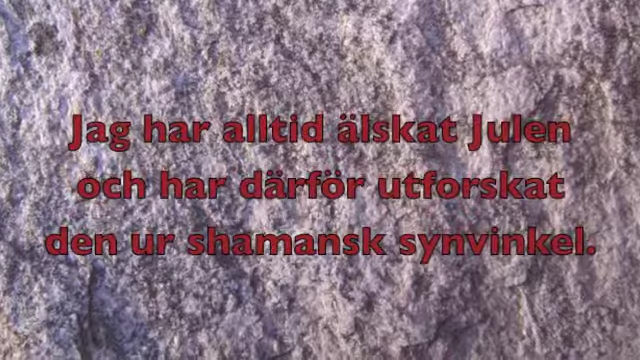 Jag har alltid älskat Julen
och har därför utforskat
den ur shamansk synvinkel.